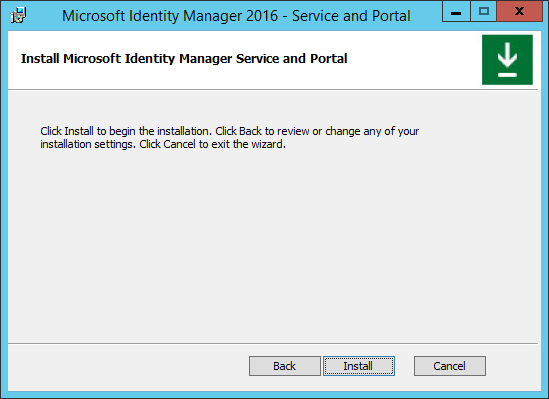 Microsoft Identity Manager 2016 - Service and Portal
Install Microsoft Identity Manager Service and Portal
Click Install to begin the installation. Click Back to review or change any of your
installation settings. Click Cancel to exit the wizard.
Back Install Cancel